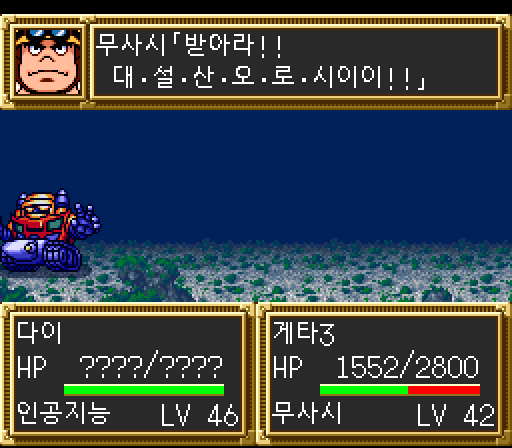 무사시「받아라!!
대·설·산·오·로·시이이!!」
다이
HP ????/????
인공지능 LV 46
게타3
HP 1552/2800
무사시 LV 42